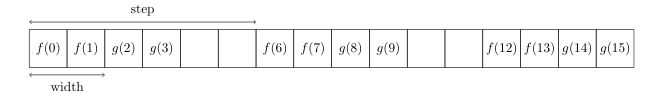 step
f(0) f(1) g(2) g(3) f(6) f(7) g(8) g(9) f(12) f(13) g(14) g(15)
width